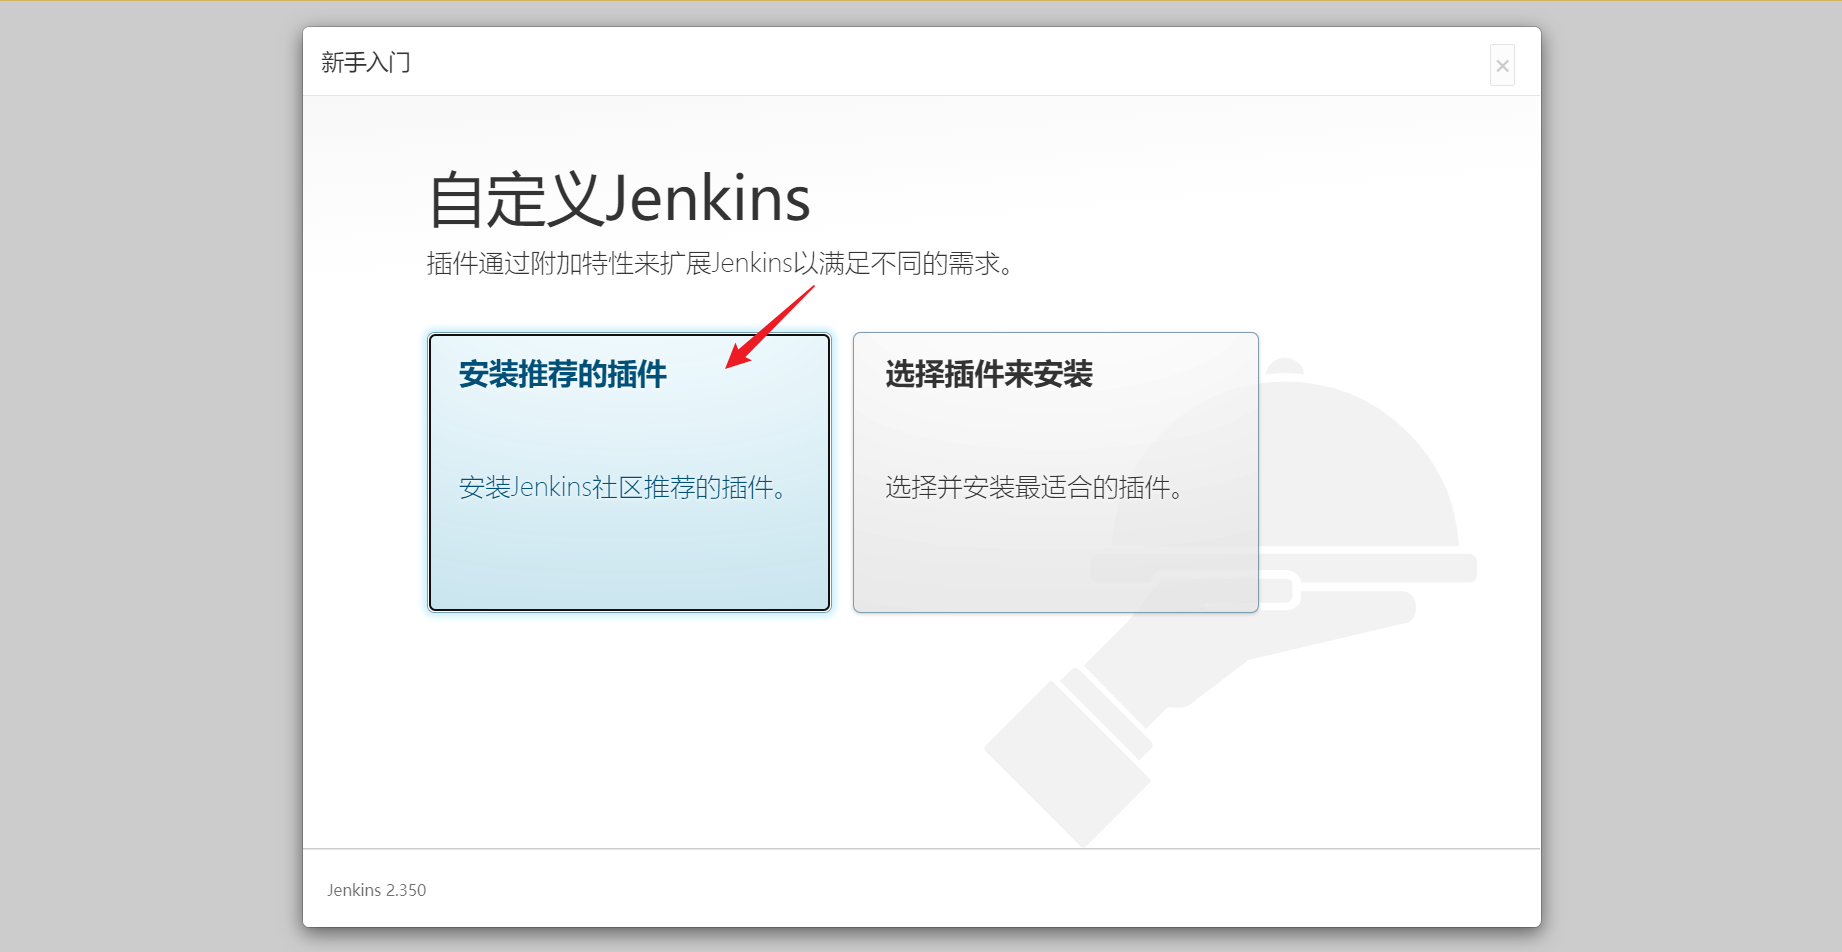 新手入门
×
自定义Jenkins
插件通过附加特性来扩展Jenkins以满足不同的需求。
安装推荐的插件
安装Jenkins社区推荐的插件。
选择插件来安装
选择并安装最适合的插件。
Jenkins 2.350